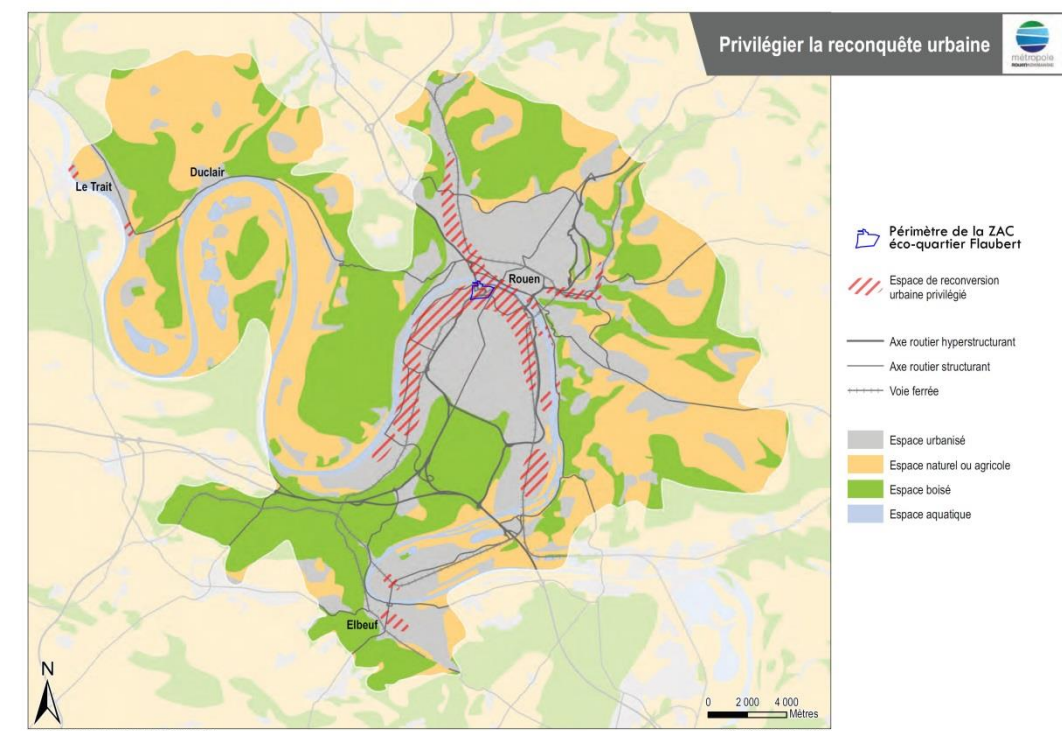 Privilégier la reconquête urbaine
métropole
ROUENNORMANDIE
Duclair
Le Trait
Rouen
Elbeuf
N
0 2 000 4 000
Mètres
Périmètre de la ZAC
éco-quartier Flaubert
Espace de reconversion
urbaine privilégié
Axe routier hyperstructurant
Axe routier structurant
Voie ferrée
Espace urbanisé
Espace naturel ou agricole
Espace boisé
Espace aquatique